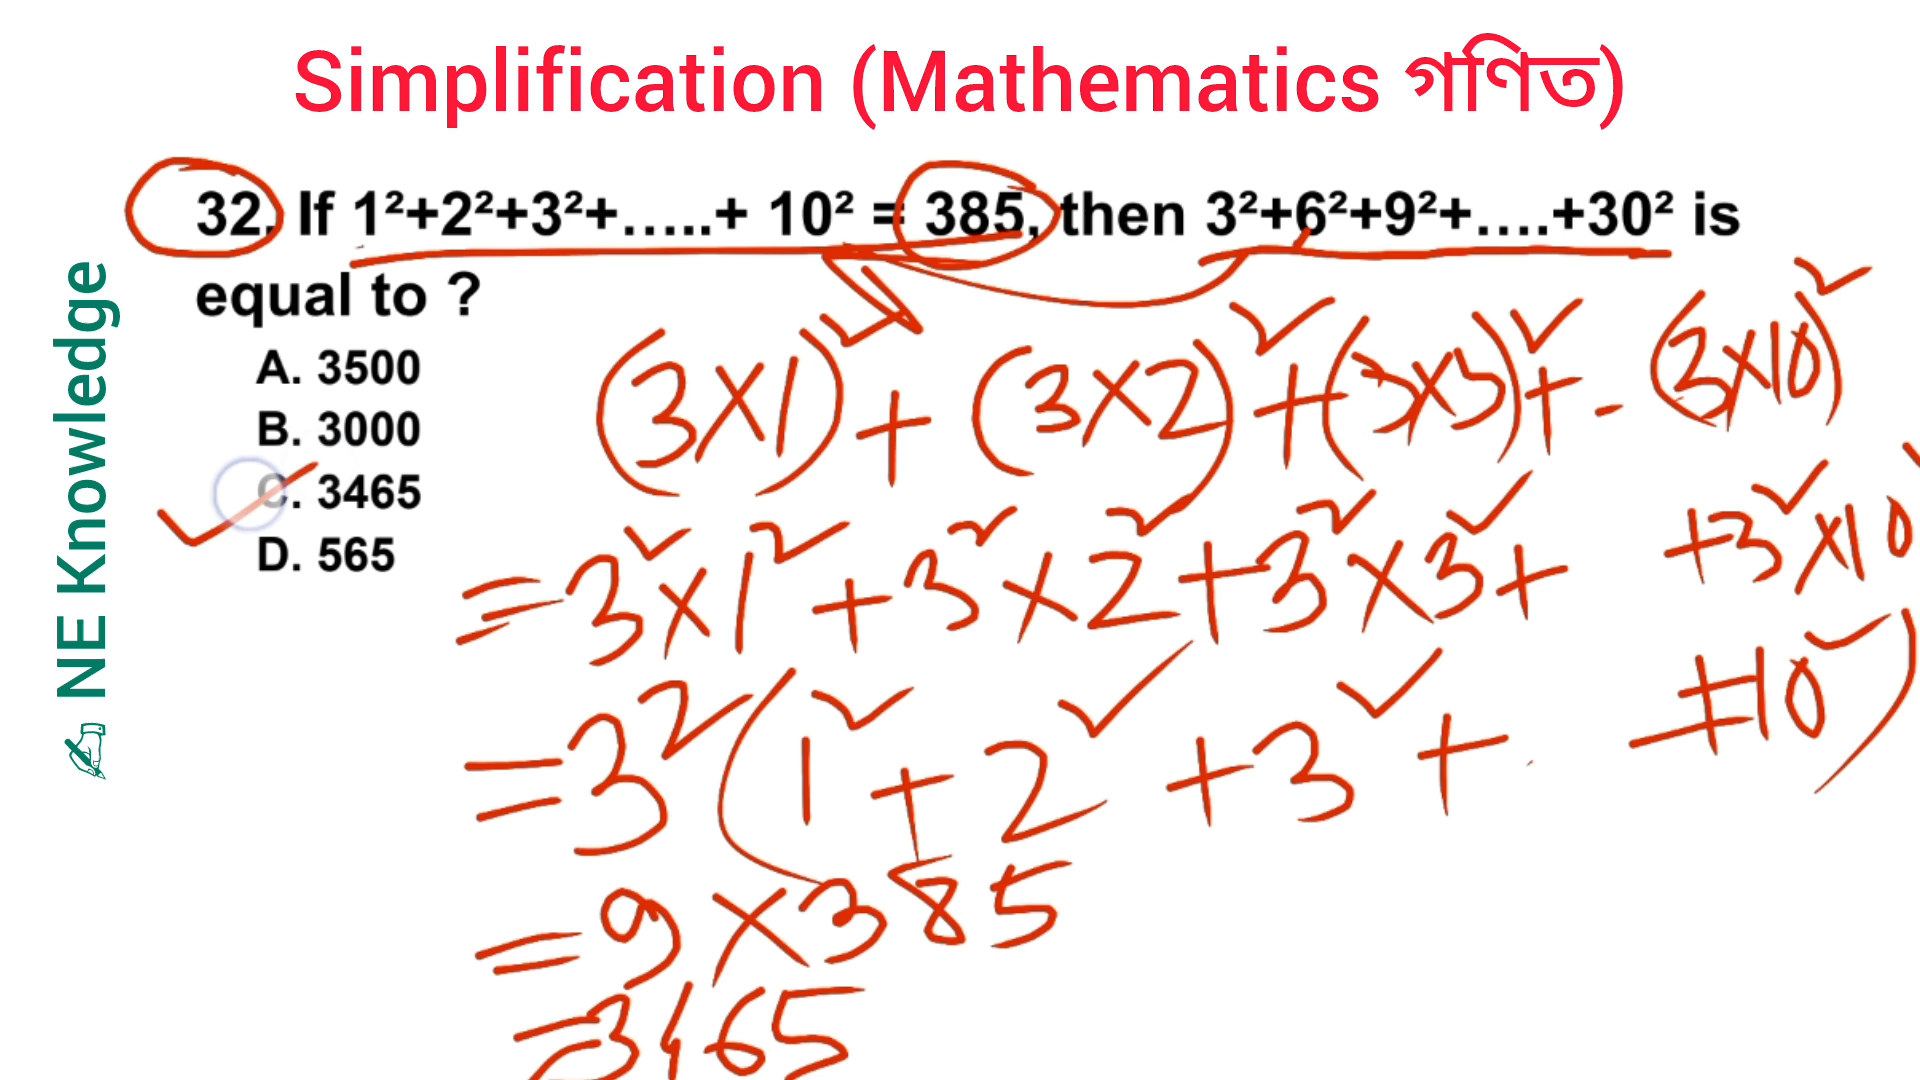 Simplification (Mathematics গণিত)
32. If 1²+2²+3²+…..+ 10² = 385, then 3²+6²+9²+….+30² is
equal to ?
A. 3500
B. 3000
C. 3465
D. 565
✍ NE Knowledge
(3×1)² + (3×2)² + (3×3)² + - (3×10)²
= 3²×1² + 3²×2² + 3²×3² + +3²×10
= 3²(1² + 2² + 3² + . +10²)
= 9×385
= 3465